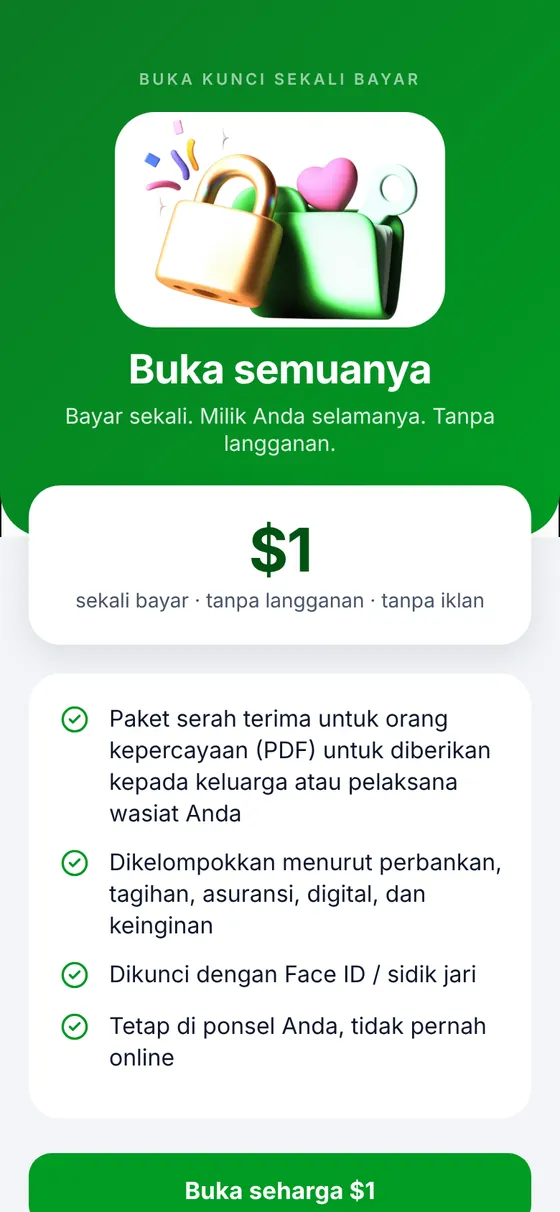 BUKA KUNCI SEKALI BAYAR
Buka semuanya
Bayar sekali. Milik Anda selamanya. Tanpa
langganan.
$1
sekali bayar · tanpa langganan · tanpa iklan
Paket serah terima untuk orang
kepercayaan (PDF) untuk diberikan
kepada keluarga atau pelaksana
wasiat Anda
Dikelompokkan menurut perbankan,
tagihan, asuransi, digital, dan
keinginan
Dikunci dengan Face ID / sidik jari
Tetap di ponsel Anda, tidak pernah
online
Buka seharga $1